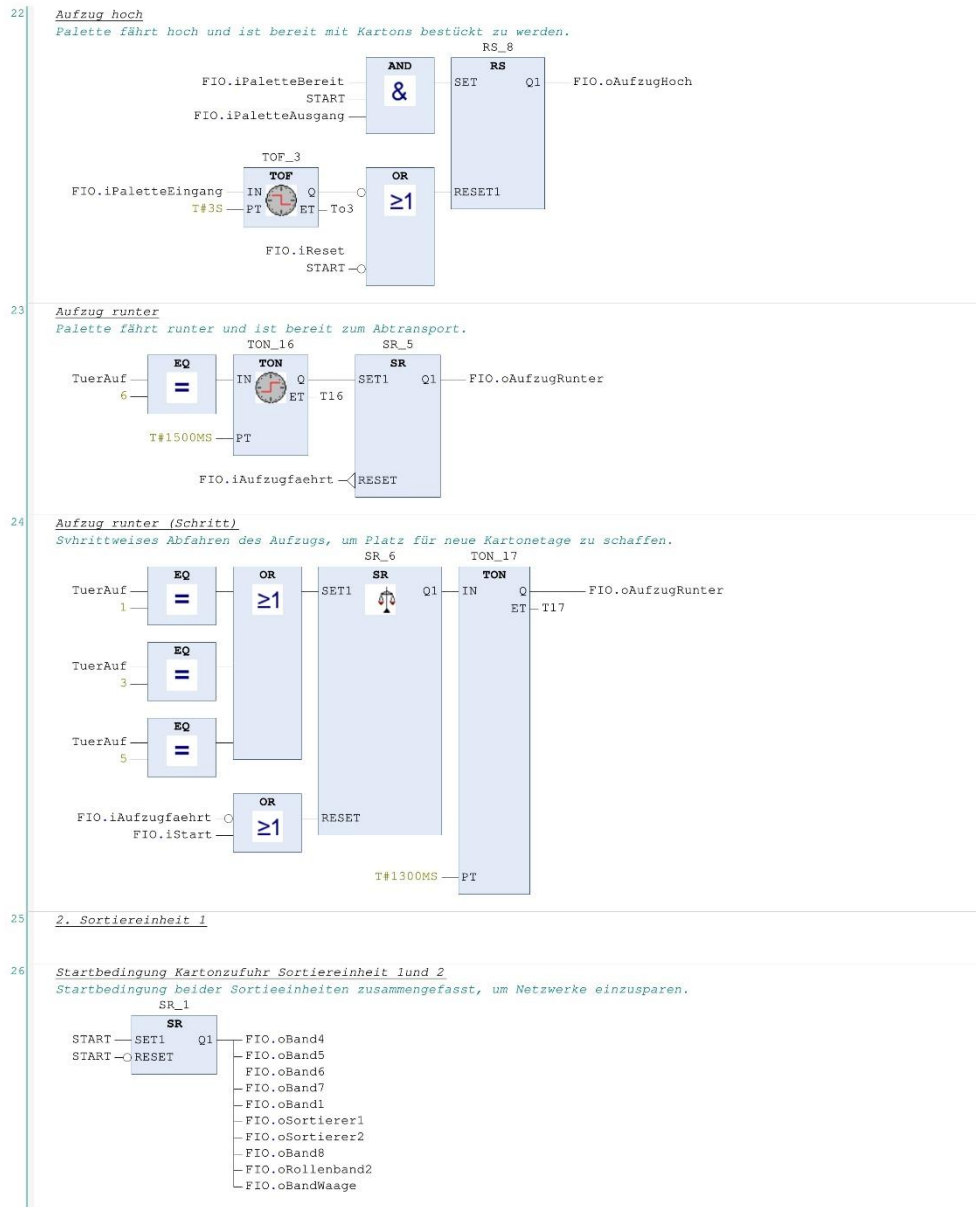 22 Aufzug hoch
Palette fährt hoch und ist bereit mit Kartons bestückt zu werden.
RS_8
AND RS
FIO.iPaletteBereit & SET Q1 FIO.oAufzugHoch
START
FIO.iPaletteAusgang
TOF_3
TOF OR
FIO.iPaletteEingang IN Q ≥1 RESET1
T#3S PT ET To3
FIO.iReset
START
23 Aufzug runter
Palette fährt runter und ist bereit zum Abtransport.
TON_16 SR_5
EQ TON SR
TuerAuf = IN Q SET1 Q1 FIO.oAufzugRunter
6 ET T16
T#1500MS PT
FIO.iAufzugfaehrt RESET
24 Aufzug runter (Schritt)
Svhrittweises Abfahren des Aufzugs, um Platz für neue Kartonetage zu schaffen.
SR_6 TON_17
EQ OR SR TON
TuerAuf = ≥1 SET1 Q1 IN Q FIO.oAufzugRunter
1 ET T17
EQ
TuerAuf =
3
EQ
TuerAuf =
5
OR
FIO.iAufzugfaehrt ≥1 RESET
FIO.iStart
T#1300MS PT
25 2. Sortiereinheit 1
26 Startbedingung Kartonzufuhr Sortiereinheit 1und 2
Startbedingung beider Sortieeinheiten zusammengefasst, um Netzwerke einzusparen.
SR_1
SR
START SET1 Q1 FIO.oBand4
START RESET FIO.oBand5
FIO.oBand6
FIO.oBand7
FIO.oBand1
FIO.oSortierer1
FIO.oSortierer2
FIO.oBand8
FIO.oRollenband2
FIO.oBandWaage